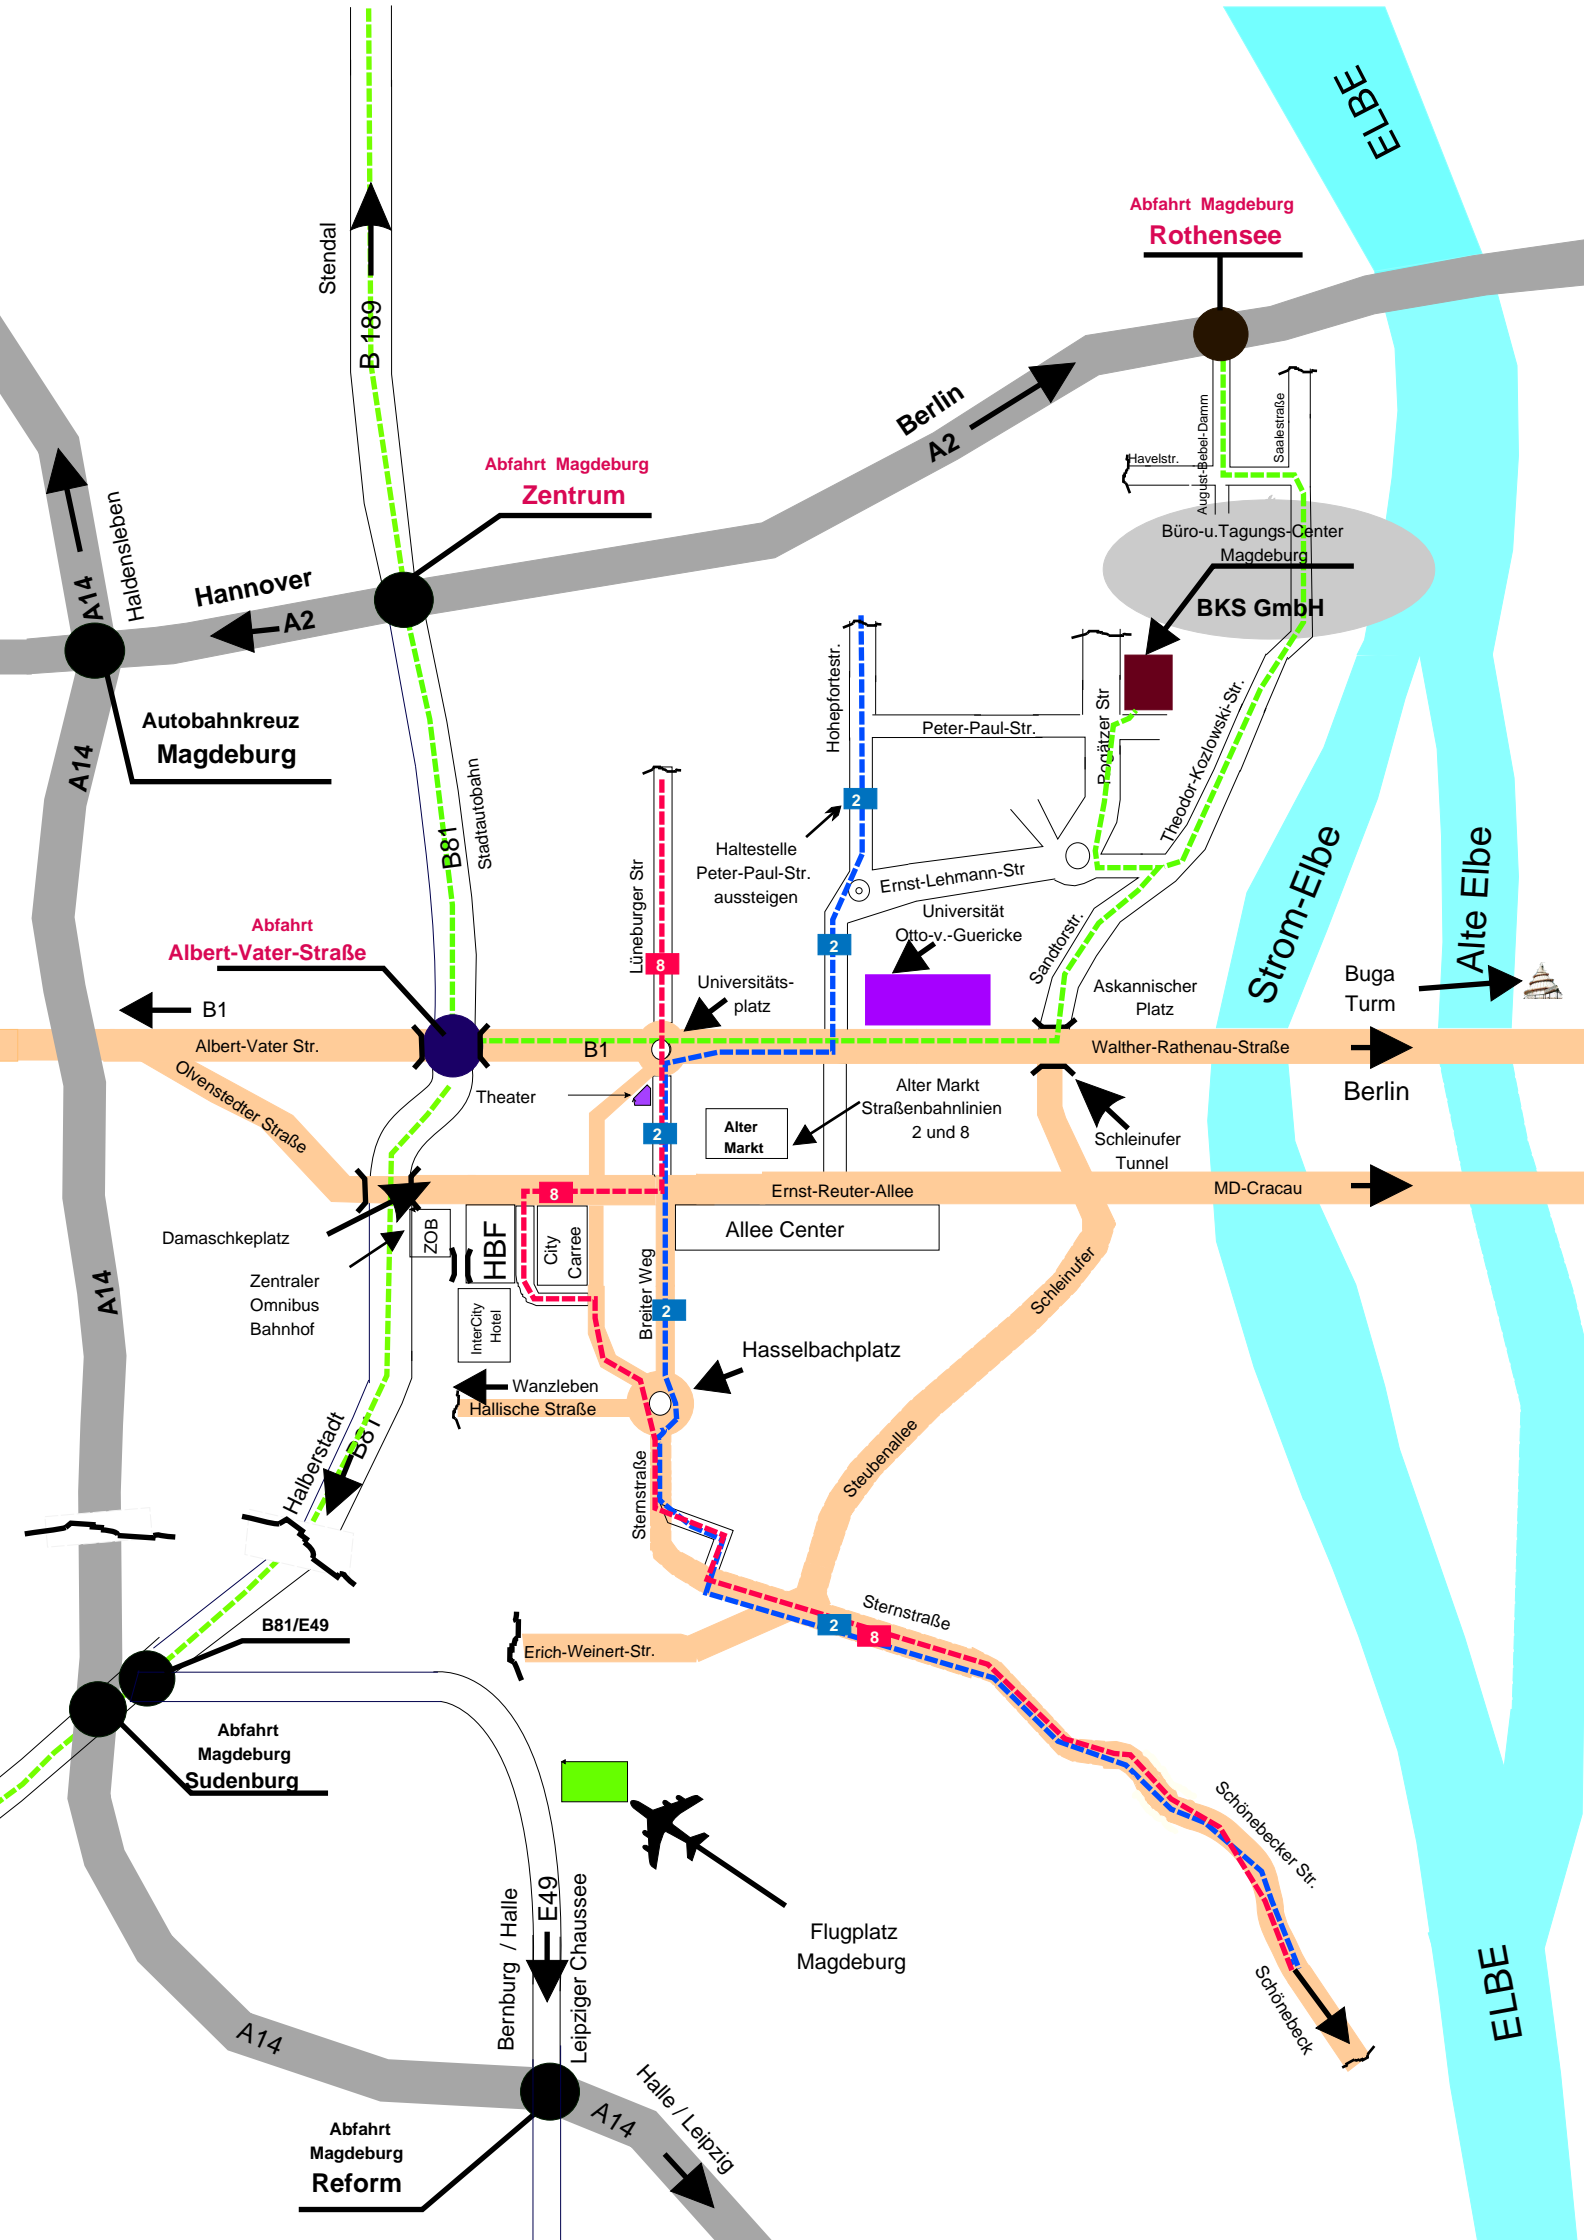 ELBE
Abfahrt Magdeburg
Rothensee
Stendal
B 189
Berlin
A2
Abfahrt Magdeburg
Zentrum
Havelstr.
August-Bebel-Damm
Saalestraße
Büro-u.Tagungs-Center
Magdeburg
BKS GmbH
A14
Haldensleben
Hannover
A2
Autobahnkreuz
Magdeburg
A14
B81
Stadtautobahn
Hohepfortestr.
Peter-Paul-Str.
Rogätzer Str
Theodor-Kozlowski-Str.
2
Haltestelle
Peter-Paul-Str.
aussteigen
Ernst-Lehmann-Str
Universität
Otto-v.-Guericke
Lüneburger Str
8
2
Sandtorstr.
Strom-Elbe
Alte Elbe
Abfahrt
Albert-Vater-Straße
Universitäts-
platz
Askannischer
Platz
Buga
Turm
B1
Albert-Vater Str.
B1
Walther-Rathenau-Straße
Berlin
Olvenstedter Straße
Theater
2
Alter
Markt
Alter Markt
Straßenbahnlinien
2 und 8
Schleinufer
Tunnel
8
Ernst-Reuter-Allee
MD-Cracau
Damaschkeplatz
ZOB
HBF
City
Carree
Allee Center
Zentraler
Omnibus
Bahnhof
A14
InterCity
Hotel
Breiter Weg
2
Schleinufer
Hasselbachplatz
Wanzleben
Hallische Straße
Halberstadt
B81
Sternstraße
Steubenallee
B81/E49
Erich-Weinert-Str.
2
8
Sternstraße
Abfahrt
Magdeburg
Sudenburg
Schönebecker Str.
Bernburg / Halle
E49
Leipziger Chaussee
Flugplatz
Magdeburg
Schönebeck
ELBE
A14
A14
Halle / Leipzig
Abfahrt
Magdeburg
Reform